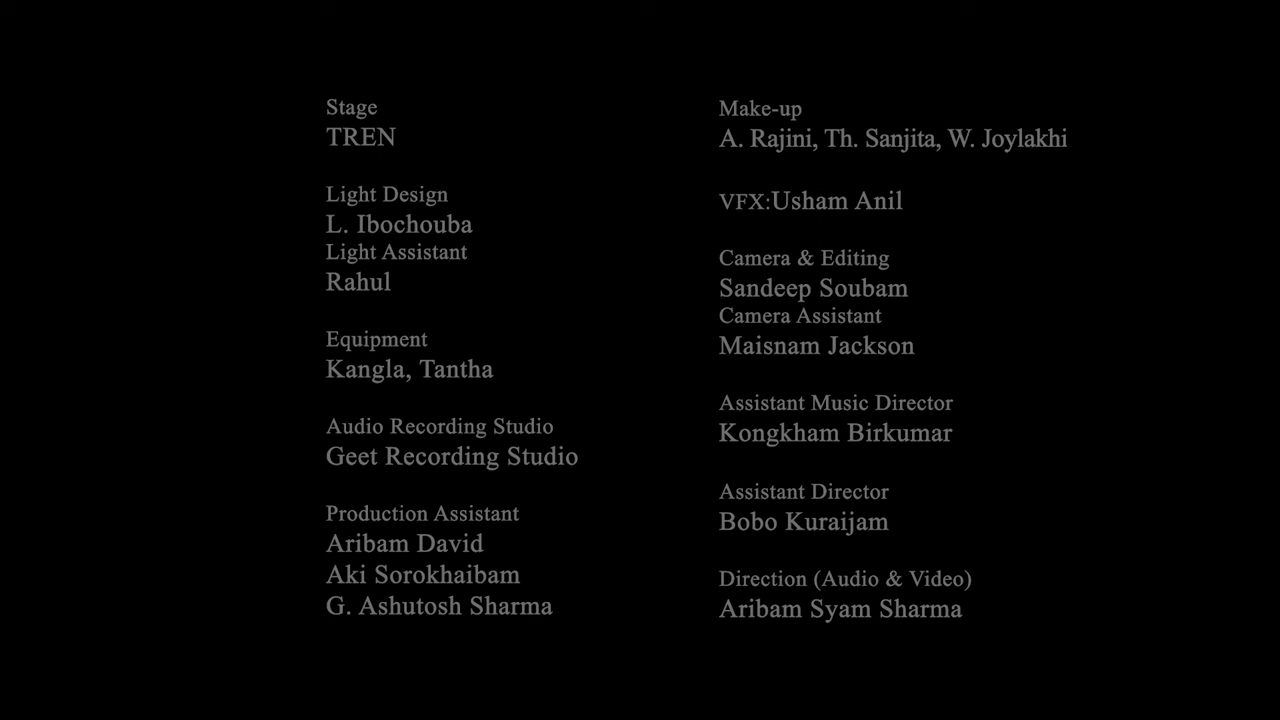 Stage
TREN
Light Design
L. Ibochouba
Light Assistant
Rahul
Equipment
Kangla, Tantha
Audio Recording Studio
Geet Recording Studio
Production Assistant
Aribam David
Aki Sorokhaibam
G. Ashutosh Sharma
Make-up
A. Rajini, Th. Sanjita, W. Joylakhi
VFX:Usham Anil
Camera & Editing
Sandeep Soubam
Camera Assistant
Maisnam Jackson
Assistant Music Director
Kongkham Birkumar
Assistant Director
Bobo Kuraijam
Direction (Audio & Video)
Aribam Syam Sharma